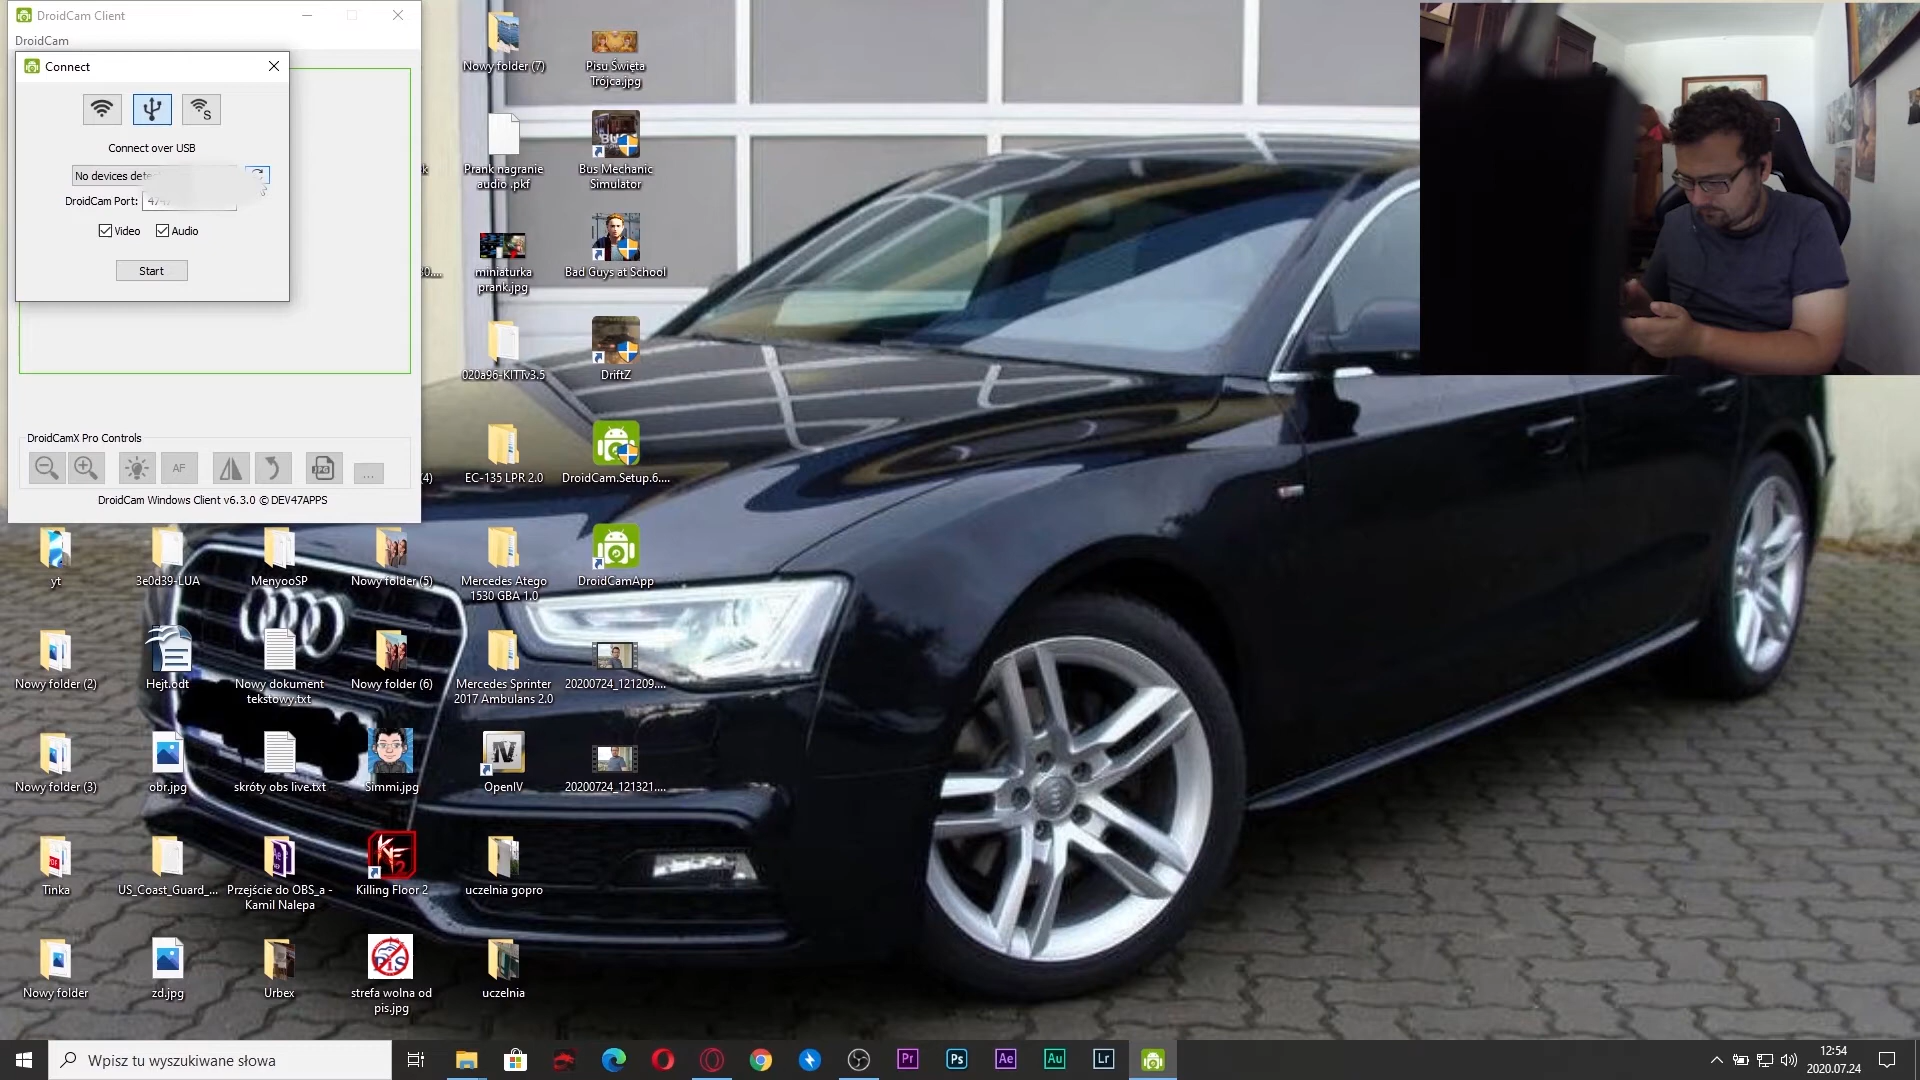 DroidCam Client
DroidCam
Connect
Connect over USB
No devices
DroidCam Port:
Video
Audio
Start
DroidCamX Pro Controls
AF
JPG
...
DroidCam Windows Client v6.3.0 © DEV47APPS
(4)
Nowy folder (7)
Pisu Święta
Trójca.jpg
Prank nagranie
audio .pkf
Bus Mechanic
Simulator
miniaturka
prank.jpg
Bad Guys at School
020a96-KITTv3.5
DriftZ
EC-135 LPR 2.0
DroidCam.Setup.6....
yt
3e0d39-LUA
MenyooSP
Nowy folder (5)
Mercedes Atego
1530 GBA 1.0
DroidCamApp
Nowy folder (2)
Hejt.odt
Nowy dokument
tekstowy.txt
Nowy folder (6)
Mercedes Sprinter
2017 Ambulans 2.0
20200724_121209....
Nowy folder (3)
obr.jpg
skróty obs live.txt
Simmi.jpg
OpenIV
20200724_121321....
Tinka
US_Coast_Guard_...
Przejście do OBS_a -
Kamil Nalepa
Killing Floor 2
uczelnia gopro
Nowy folder
zd.jpg
Urbex
strefa wolna od
pis.jpg
uczelnia
Wpisz tu wyszukiwane słowa
Pr
Ps
Ae
Au
Lr
12:54
2020.07.24